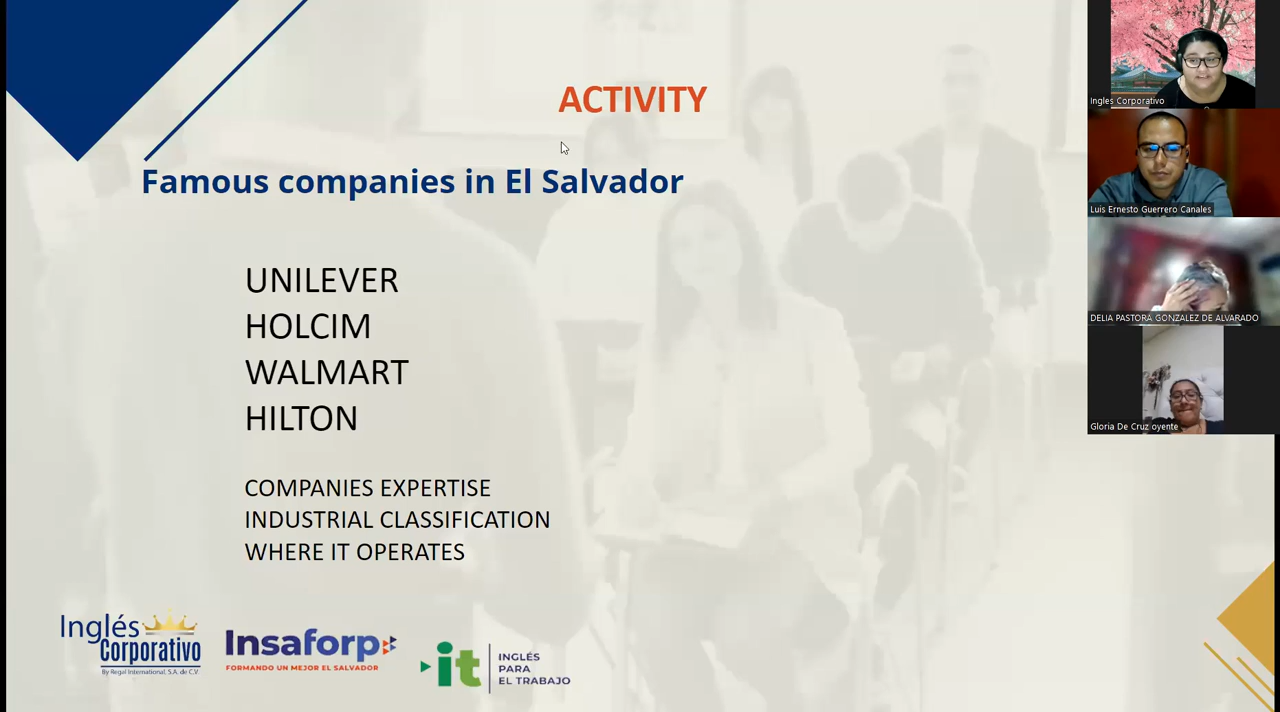 ACTIVITY
Famous companies in El Salvador
UNILEVER
HOLCIM
WALMART
HILTON
COMPANIES EXPERTISE
INDUSTRIAL CLASSIFICATION
WHERE IT OPERATES
Inglés
Corporativo
By Regal International, S.A. de C.V.
Insaforp
FORMANDO UN MEJOR EL SALVADOR
it
INGLÉS
PARA
EL TRABAJO
Ingles Corporativo
Luis Ernesto Guerrero Canales
DELIA PASTORA GONZALEZ DE ALVARADO
Gloria De Cruz oyente